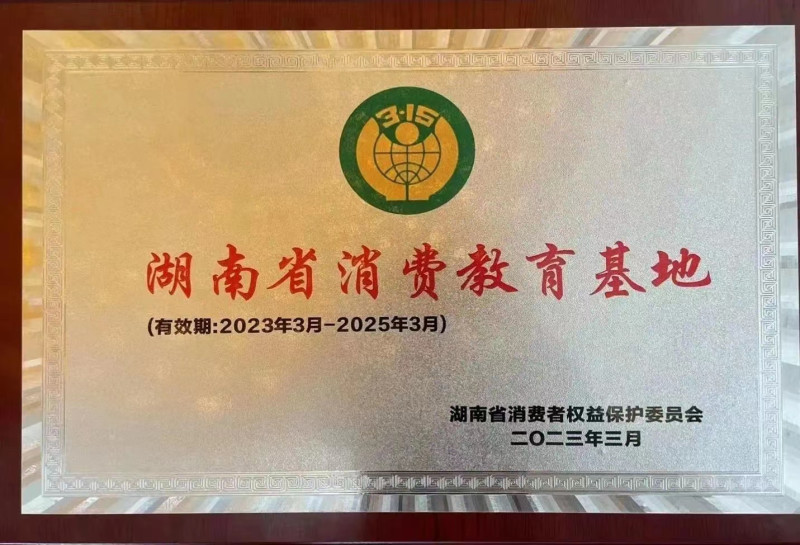 3·15
湖南省消费教育基地
(有效期:2023年3月-2025年3月)
湖南省消费者权益保护委员会
二〇二三年三月